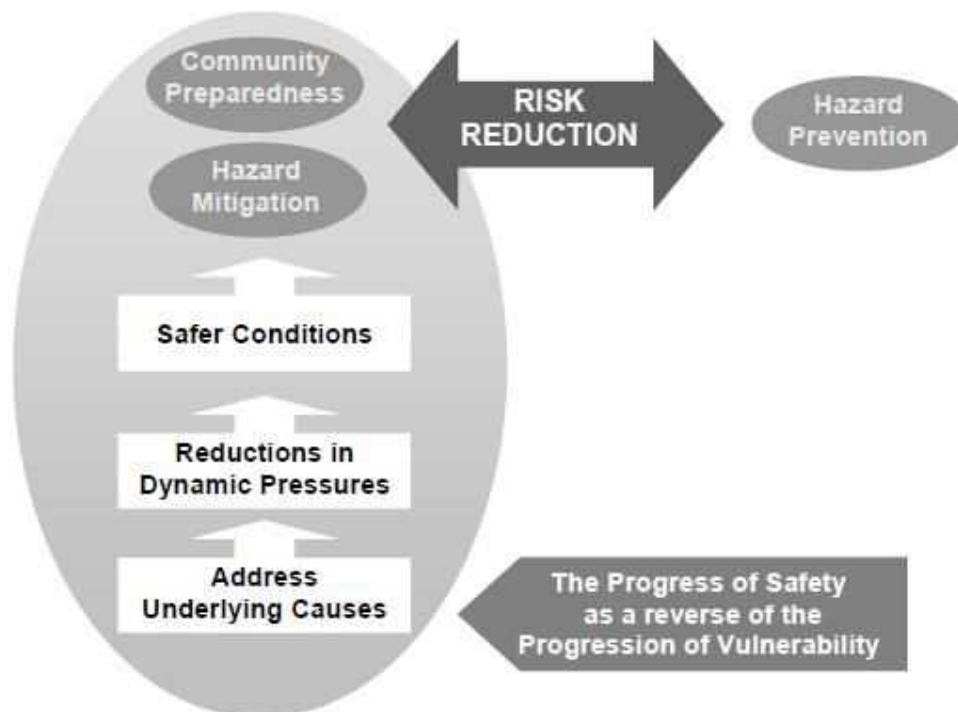 Community
Preparedness
RISK
REDUCTION
Hazard
Prevention
Hazard
Mitigation
Safer Conditions
Reductions in
Dynamic Pressures
Address
Underlying Causes
The Progress of Safety
as a reverse of the
Progression of Vulnerability